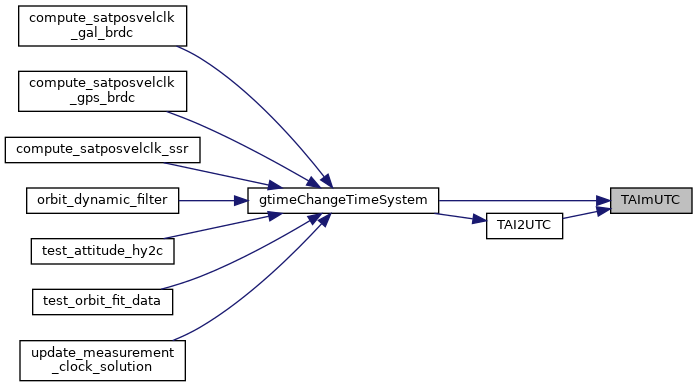 compute_satposvelclk
_gal_brdc
compute_satposvelclk
_gps_brdc
compute_satposvelclk_ssr
orbit_dynamic_filter
test_attitude_hy2c
test_orbit_fit_data
update_measurement
_clock_solution
gtimeChangeTimeSystem
TAI2UTC
TAImUTC